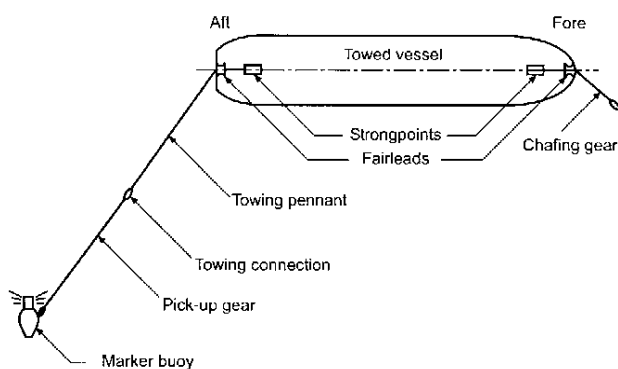 Aft
Fore
Towed vessel
Strongpoints
Fairleads
Chafing gear
Towing pennant
Towing connection
Pick-up gear
Marker buoy